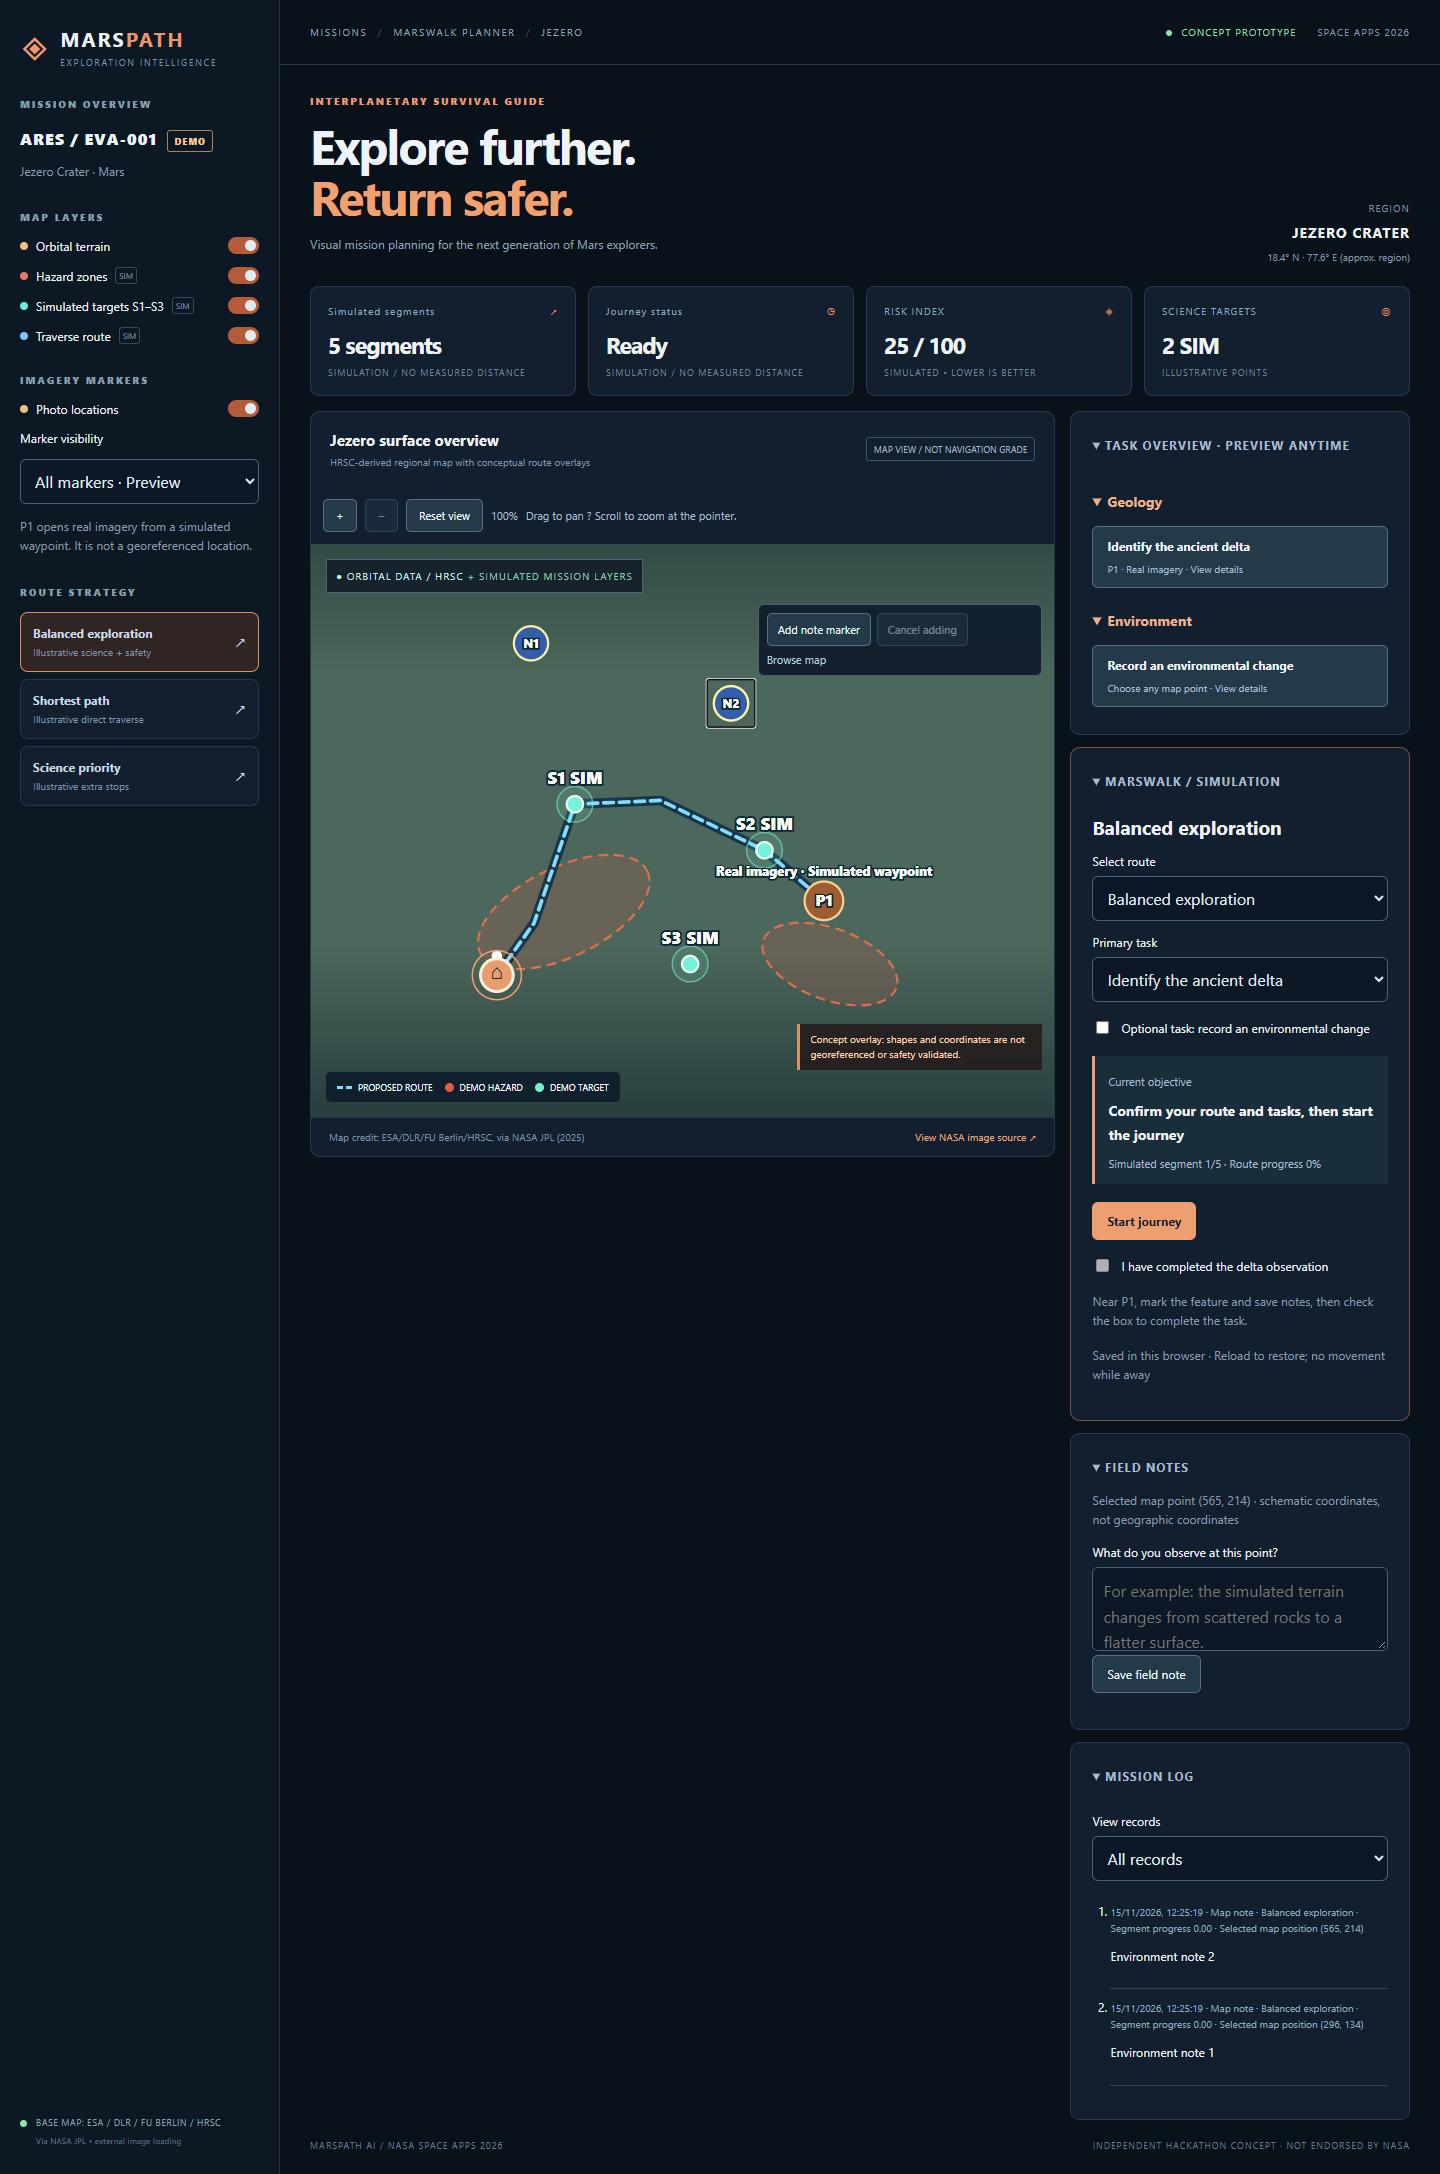 MARSPATH
EXPLORATION INTELLIGENCE
MISSION OVERVIEW
ARES / EVA-001 DEMO
Jezero Crater · Mars
MAP LAYERS
Orbital terrain
Hazard zones SIM
Simulated targets S1–S3 SIM
Traverse route SIM
IMAGERY MARKERS
Photo locations
Marker visibility
All markers · Preview
P1 opens real imagery from a simulated
waypoint. It is not a georeferenced location.
ROUTE STRATEGY
Balanced exploration
Illustrative science + safety
↗
Shortest path
Illustrative direct traverse
↗
Science priority
Illustrative extra stops
↗
BASE MAP: ESA / DLR / FU BERLIN / HRSC
Via NASA JPL • external image loading
MISSIONS / MARSWALK PLANNER / JEZERO
CONCEPT PROTOTYPE SPACE APPS 2026
INTERPLANETARY SURVIVAL GUIDE
Explore further.
Return safer.
Visual mission planning for the next generation of Mars explorers.
REGION
JEZERO CRATER
18.4° N · 77.6° E (approx. region)
Simulated segments ↗
5 segments
SIMULATION / NO MEASURED DISTANCE
Journey status
Ready
SIMULATION / NO MEASURED DISTANCE
RISK INDEX
25 / 100
SIMULATED • LOWER IS BETTER
SCIENCE TARGETS
2 SIM
ILLUSTRATIVE POINTS
Jezero surface overview
HRSC-derived regional map with conceptual route overlays
MAP VIEW / NOT NAVIGATION GRADE
+ − Reset view 100% Drag to pan ? Scroll to zoom at the pointer.
● ORBITAL DATA / HRSC + SIMULATED MISSION LAYERS
Add note marker Cancel adding
Browse map
N1
N2
S1 SIM
S2 SIM
Real imagery · Simulated waypoint
P1
S3 SIM
Concept overlay: shapes and coordinates are not
georeferenced or safety validated.
PROPOSED ROUTE DEMO HAZARD DEMO TARGET
Map credit: ESA/DLR/FU Berlin/HRSC, via NASA JPL (2025)
View NASA image source ↗
▼ TASK OVERVIEW · PREVIEW ANYTIME
▼ Geology
Identify the ancient delta
P1 · Real imagery · View details
▼ Environment
Record an environmental change
Choose any map point · View details
▼ MARSWALK / SIMULATION
Balanced exploration
Select route
Balanced exploration
Primary task
Identify the ancient delta
Optional task: record an environmental change
Current objective
Confirm your route and tasks, then start
the journey
Simulated segment 1/5 · Route progress 0%
Start journey
I have completed the delta observation
Near P1, mark the feature and save notes, then check
the box to complete the task.
Saved in this browser · Reload to restore; no movement
while away
▼ FIELD NOTES
Selected map point (565, 214) · schematic coordinates,
not geographic coordinates
What do you observe at this point?
For example: the simulated terrain
changes from scattered rocks to a
flatter surface.
Save field note
▼ MISSION LOG
View records
All records
1. 15/11/2026, 12:25:19 · Map note · Balanced exploration ·
Segment progress 0.00 · Selected map position (565, 214)
Environment note 2
2. 15/11/2026, 12:25:19 · Map note · Balanced exploration ·
Segment progress 0.00 · Selected map position (296, 134)
Environment note 1
MARSPATH AI / NASA SPACE APPS 2026
INDEPENDENT HACKATHON CONCEPT · NOT ENDORSED BY NASA